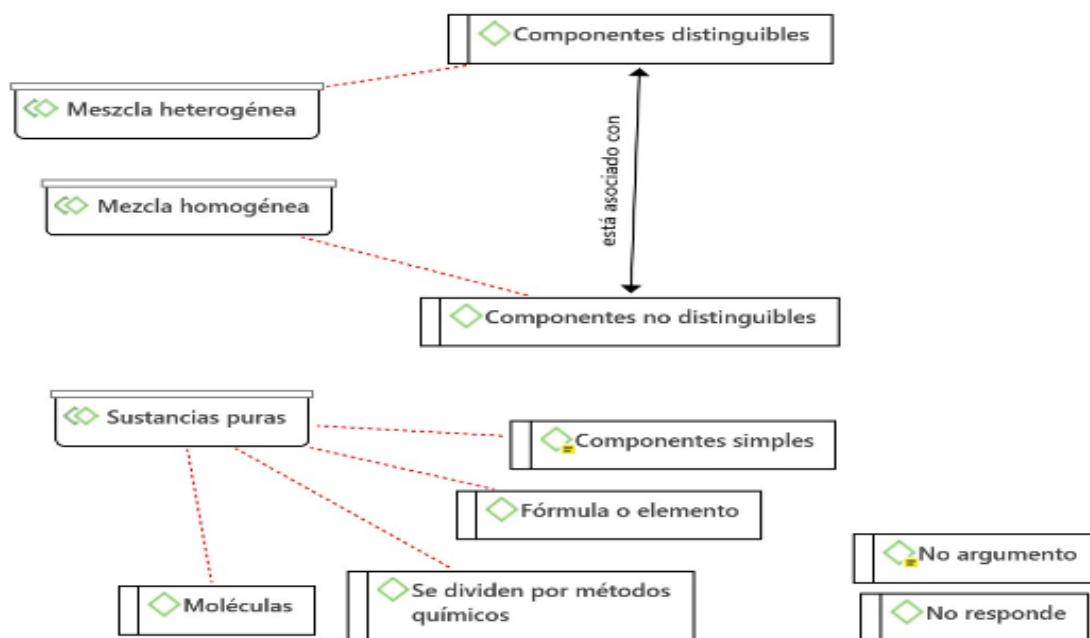 Componentes distinguibles
Meszcla heterogénea
está asociado con
Mezcla homogénea
Componentes no distinguibles
Sustancias puras
Componentes simples
Fórmula o elemento
No argumento
Se dividen por métodos
químicos
Moléculas
No responde